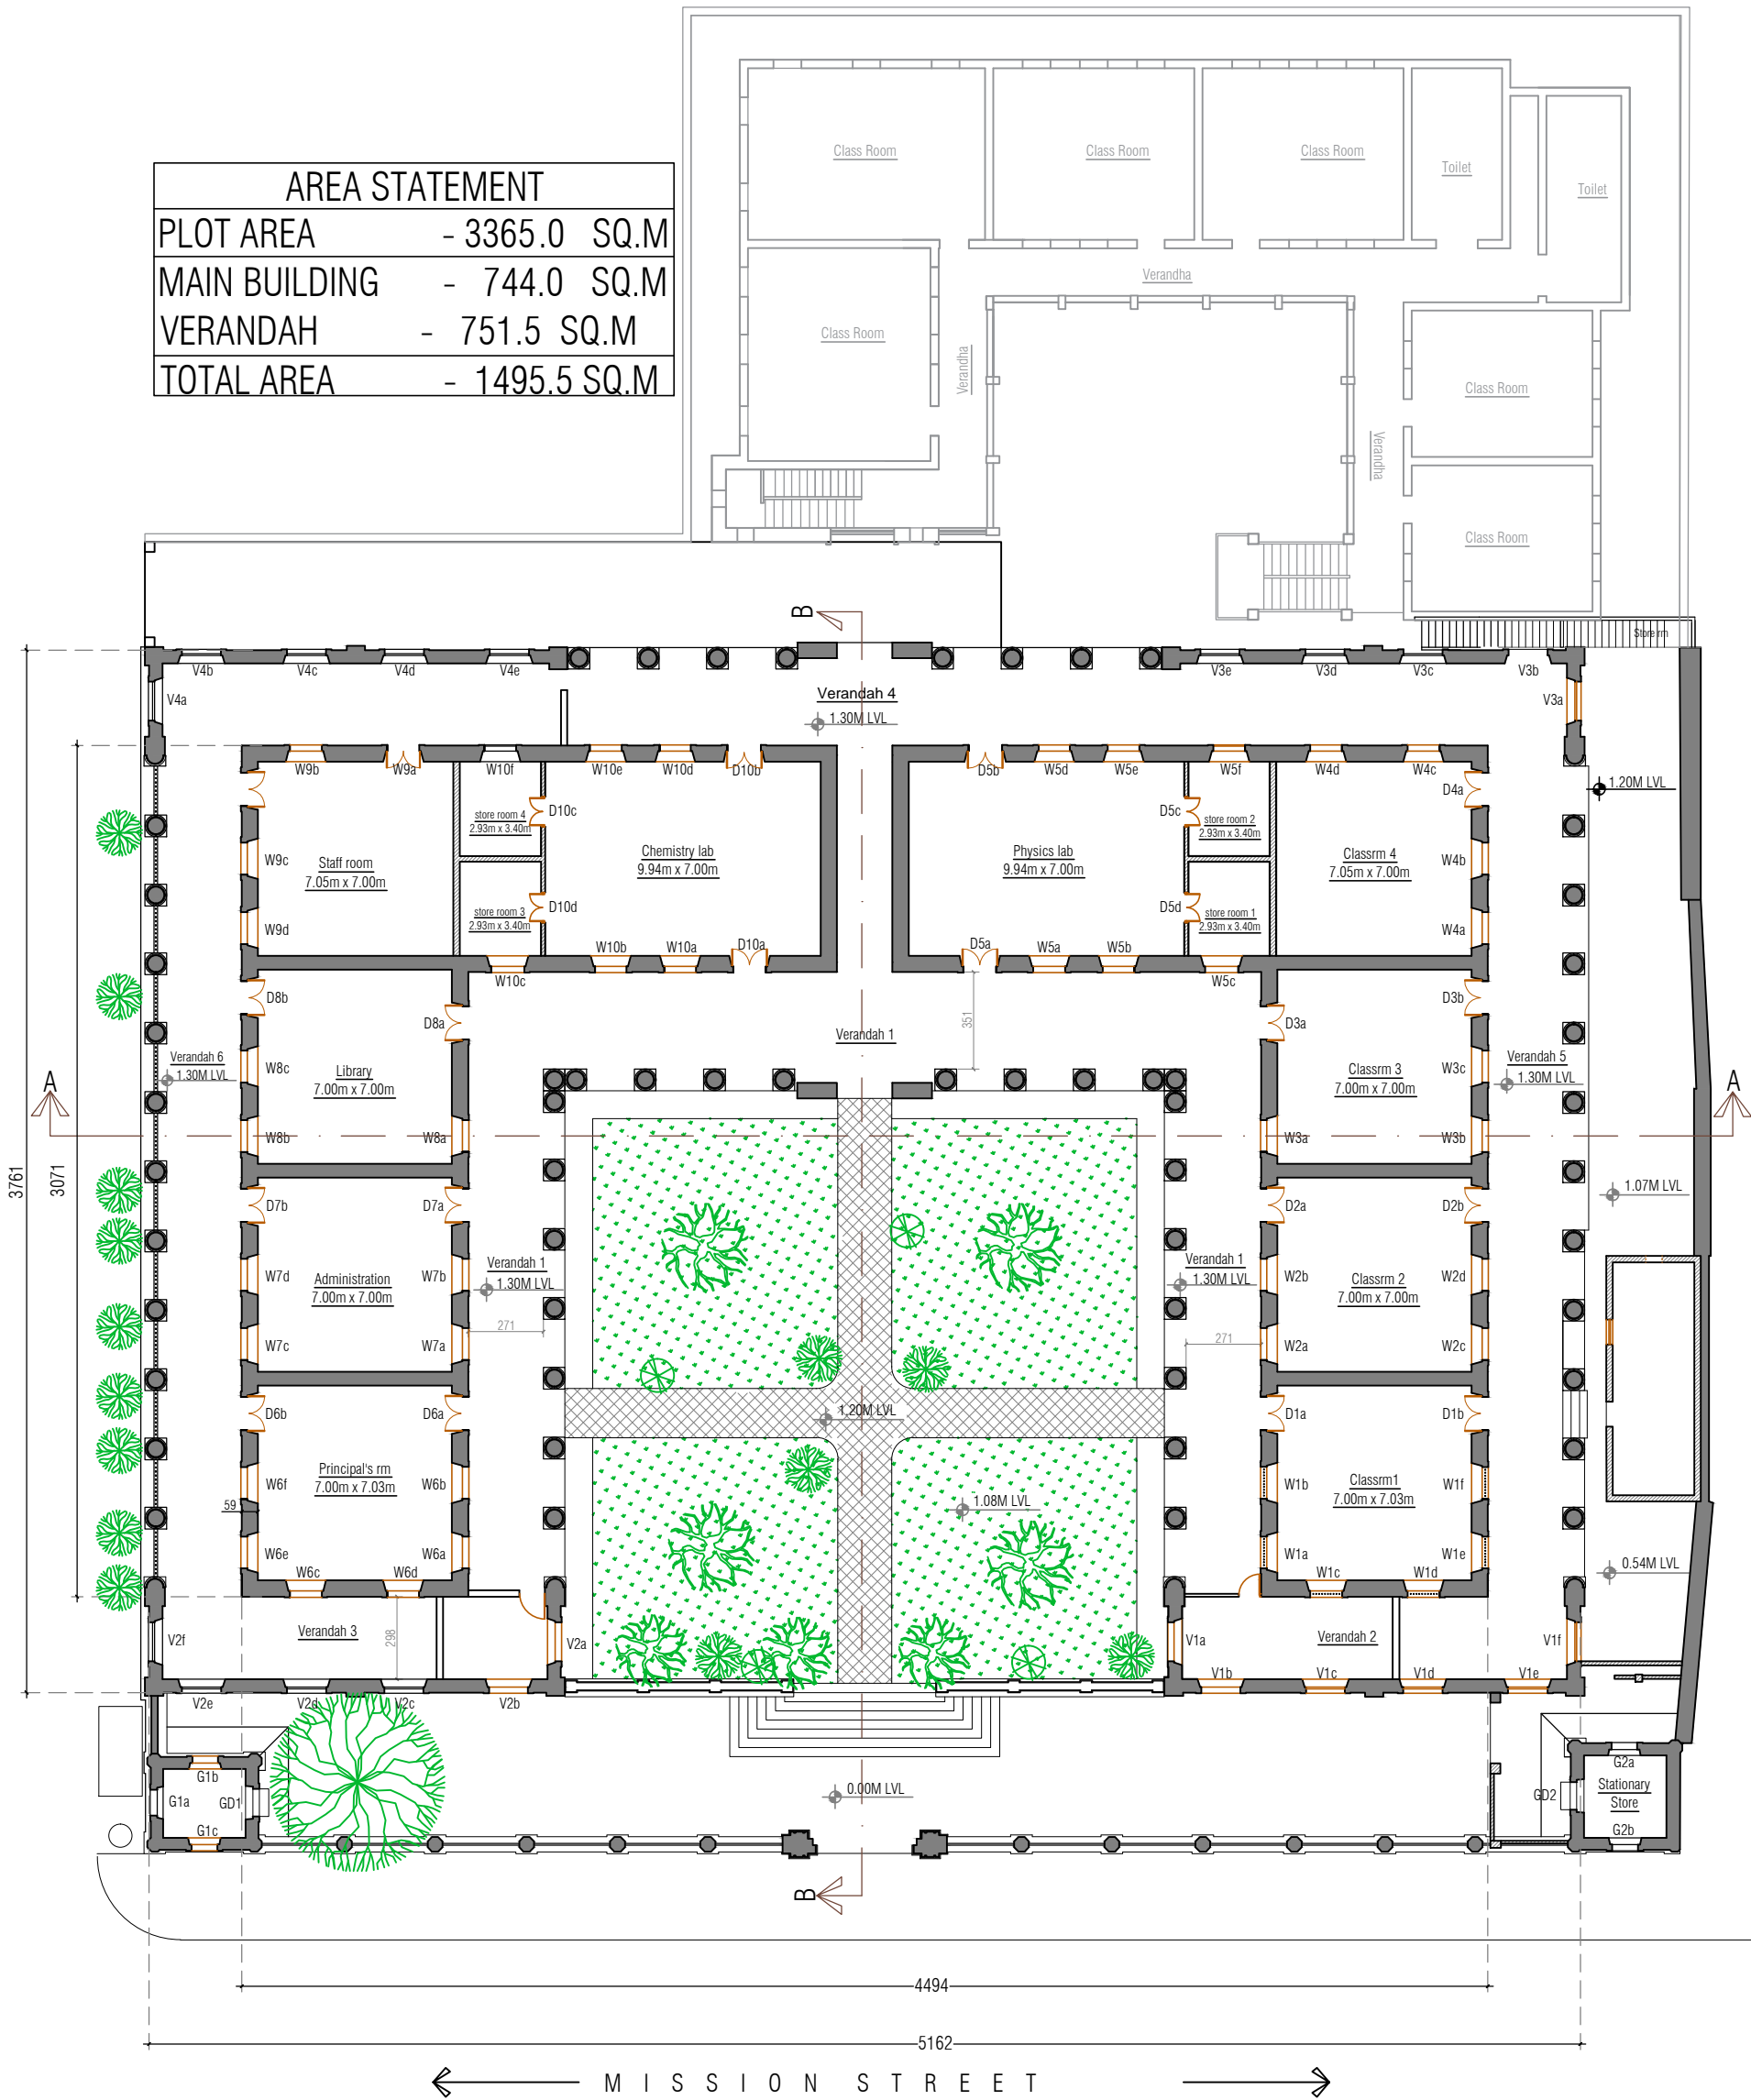 Class Room
Class Room
Class Room
Toilet
Toilet
AREA STATEMENT
PLOT AREA - 3365.0 SQ.M
MAIN BUILDING - 744.0 SQ.M
VERANDAH - 751.5 SQ.M
TOTAL AREA - 1495.5 SQ.M
Verandha
Class Room
Verandha
Class Room
Verandha
Class Room
B
Store rm
V4b V4c V4d V4e
V3e V3d V3c V3b
V4a
Verandah 4
1.30M LVL
V3a
W9b W9a W10f W10e W10d D10b
D5b W5d W5e W5f W4d W4c
D4a
1.20M LVL
store room 4
2.93m x 3.40m
D10c
D5c
store room 2
2.93m x 3.40m
W9c
Staff room
7.05m x 7.00m
Chemistry lab
9.94m x 7.00m
Physics lab
9.94m x 7.00m
Classrm 4
7.05m x 7.00m
W4b
store room 3
2.93m x 3.40m
D10d
D5d
store room 1
2.93m x 3.40m
W9d
W4a
W10c W10b W10a D10a
D5a W5a W5b W5c
D8b
D8a
351
D3a
D3b
Verandah 1
Verandah 6
1.30M LVL
W8c
Library
7.00m x 7.00m
Classrm 3
7.00m x 7.00m
W3c
Verandah 5
1.30M LVL
A
A
W8b
W8a
W3a
W3b
3761
3071
1.07M LVL
D7b
D7a
D2a
D2b
Verandah 1
1.30M LVL
Verandah 1
1.30M LVL
W7d
Administration
7.00m x 7.00m
W7b
W2b
Classrm 2
7.00m x 7.00m
W2d
271
271
W7c
W7a
W2a
W2c
D6b
D6a
1.20M LVL
D1a
D1b
W6f
Principal's rm
7.00m x 7.03m
W6b
W1b
Classrm1
7.00m x 7.03m
W1f
59
1.08M LVL
W6e
W6a
W1a
W1e
W6c W6d
W1c W1d
0.54M LVL
V2f
Verandah 3
298
V2a
V1a
Verandah 2
V1f
V2e V2d V2c V2b
V1b V1c V1d V1e
G1b
G1a
GD1
G1c
0.00M LVL
G2a
GD2
Stationary
Store
G2b
B
4494
5162
MISSION STREET